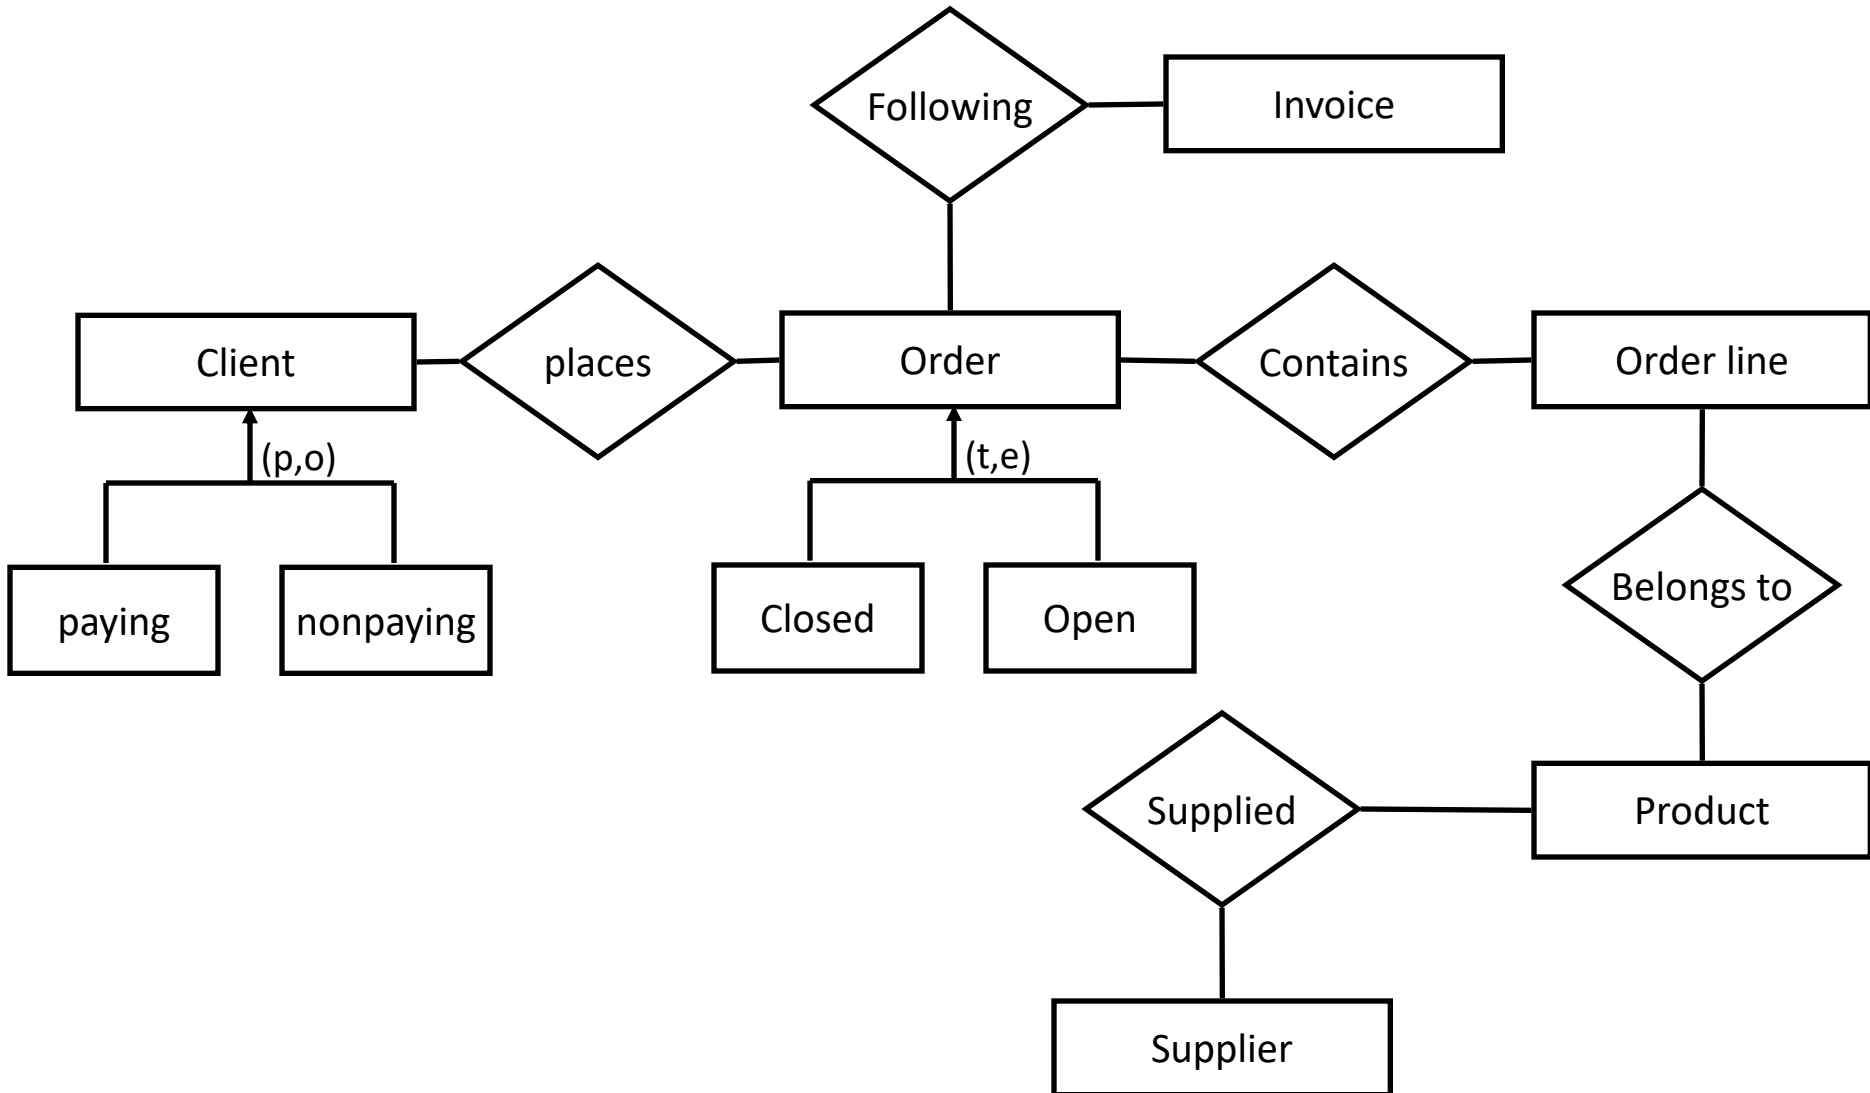 Following
Invoice
Client
places
Order
Contains
Order line
(p,o)
(t,e)
paying
nonpaying
Closed
Open
Belongs to
Supplied
Product
Supplier